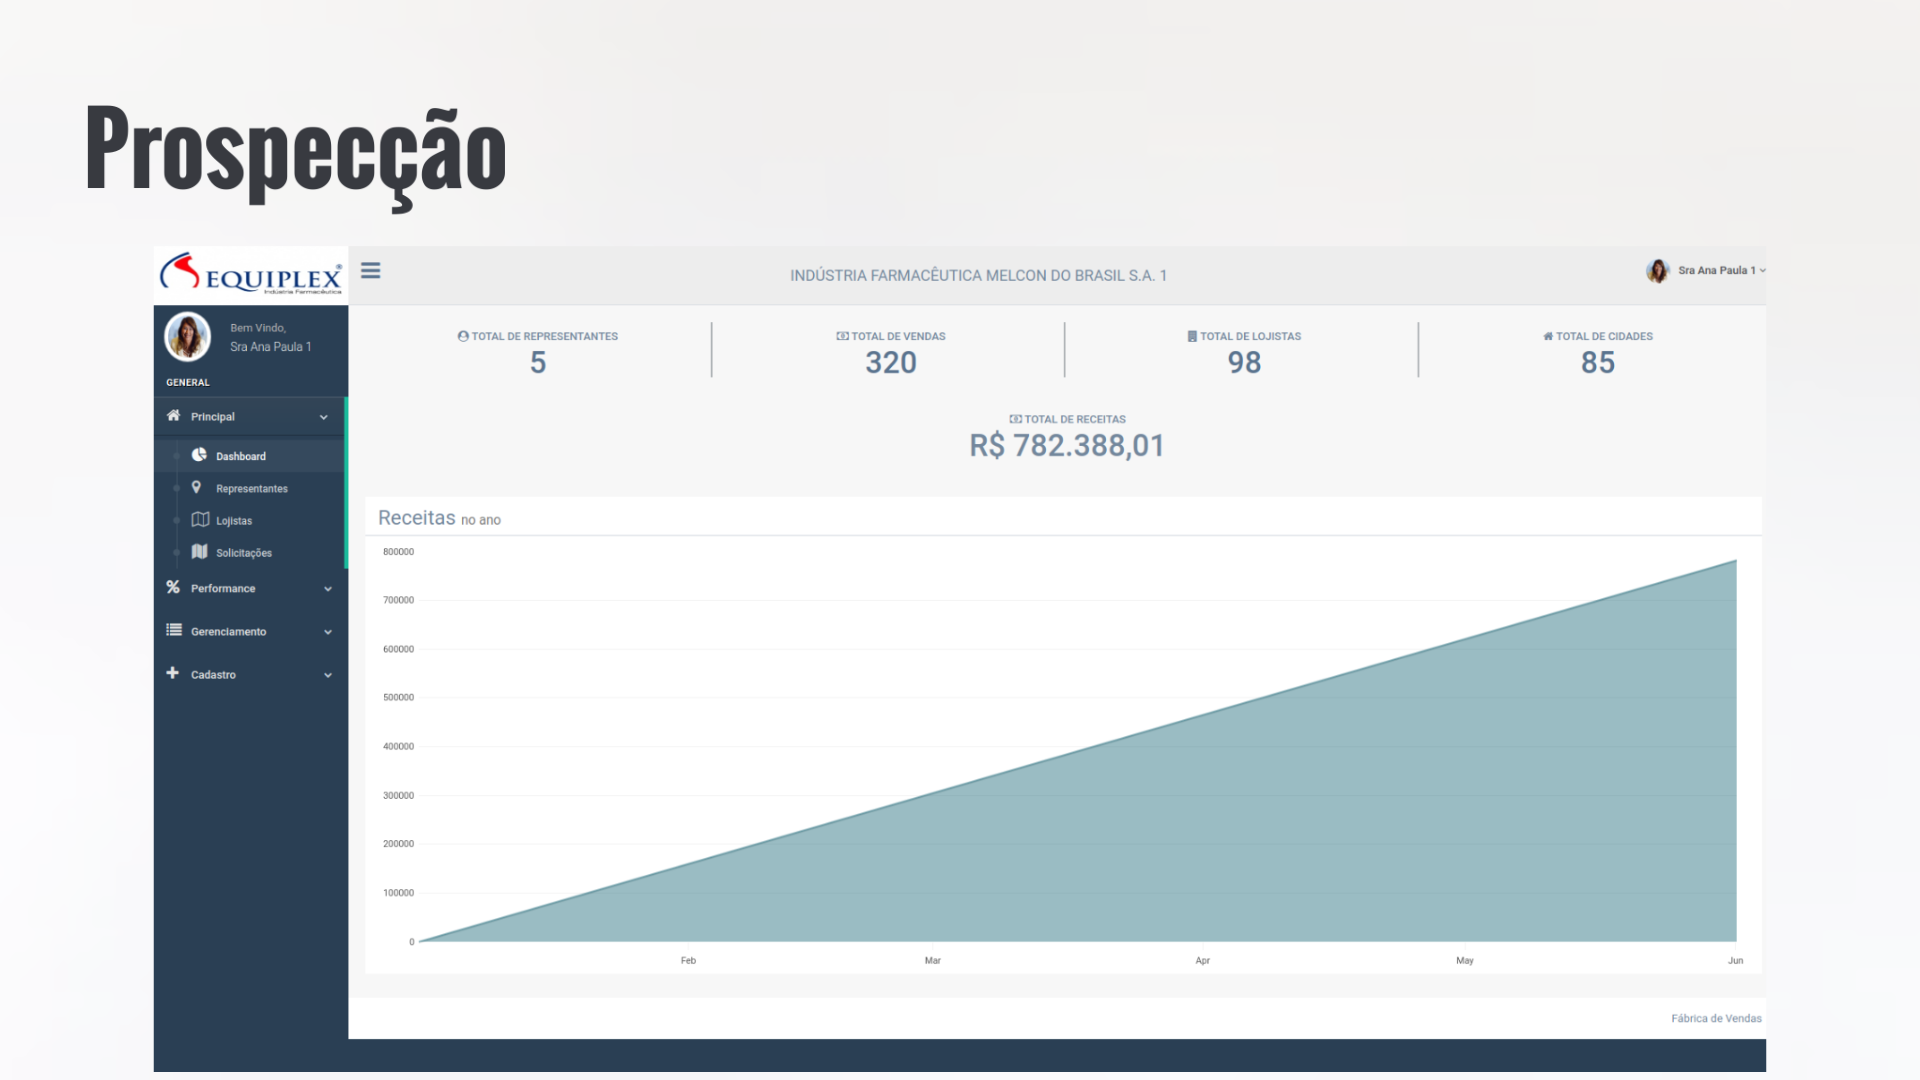 Prospecção
EQUIPLEX®
Indústria Farmacêutica
INDÚSTRIA FARMACÊUTICA MELCON DO BRASIL S.A. 1
Sra Ana Paula 1
Bem Vindo,
Sra Ana Paula 1
GENERAL
Principal
Dashboard
Representantes
Lojistas
Solicitações
Performance
Gerenciamento
Cadastro
TOTAL DE REPRESENTANTES
5
TOTAL DE VENDAS
320
TOTAL DE LOJISTAS
98
TOTAL DE CIDADES
85
TOTAL DE RECEITAS
R$ 782.388,01
Receitas no ano
800000
700000
600000
500000
400000
300000
200000
100000
0
Feb Mar Apr May Jun
Fábrica de Vendas